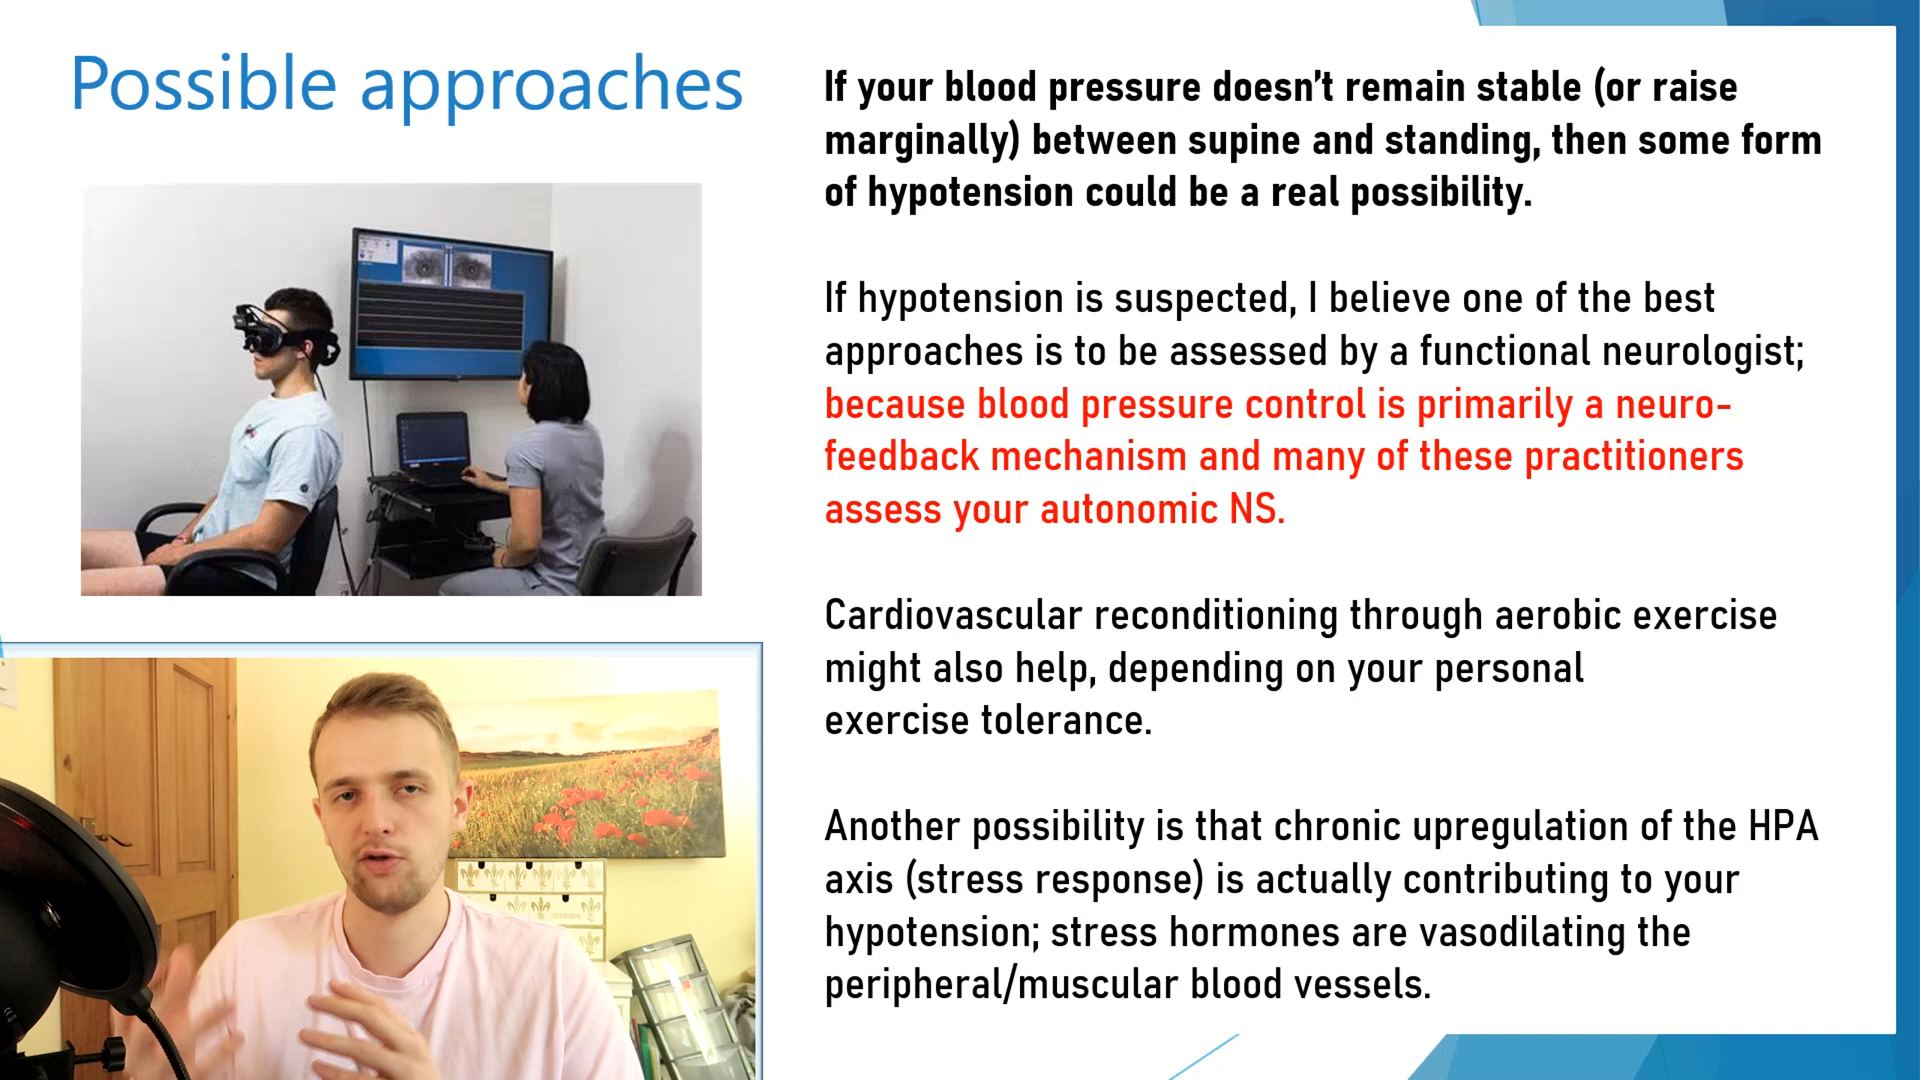 Possible approaches
If your blood pressure doesn't remain stable (or raise
marginally) between supine and standing, then some form
of hypotension could be a real possibility.
If hypotension is suspected, I believe one of the best
approaches is to be assessed by a functional neurologist;
because blood pressure control is primarily a neuro-
feedback mechanism and many of these practitioners
assess your autonomic NS.
Cardiovascular reconditioning through aerobic exercise
might also help, depending on your personal
exercise tolerance.
Another possibility is that chronic upregulation of the HPA
axis (stress response) is actually contributing to your
hypotension; stress hormones are vasodilating the
peripheral/muscular blood vessels.